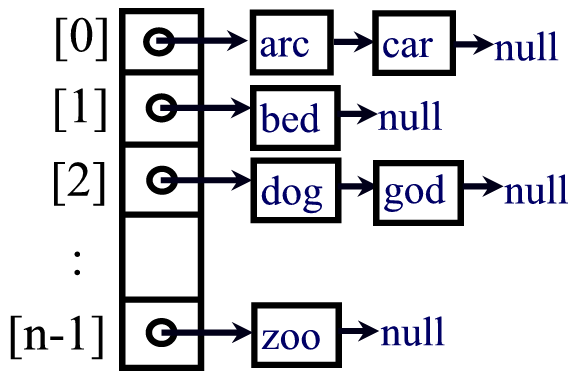 [0] arc car null
[1] bed null
[2] dog god null
:
[n-1] zoo null